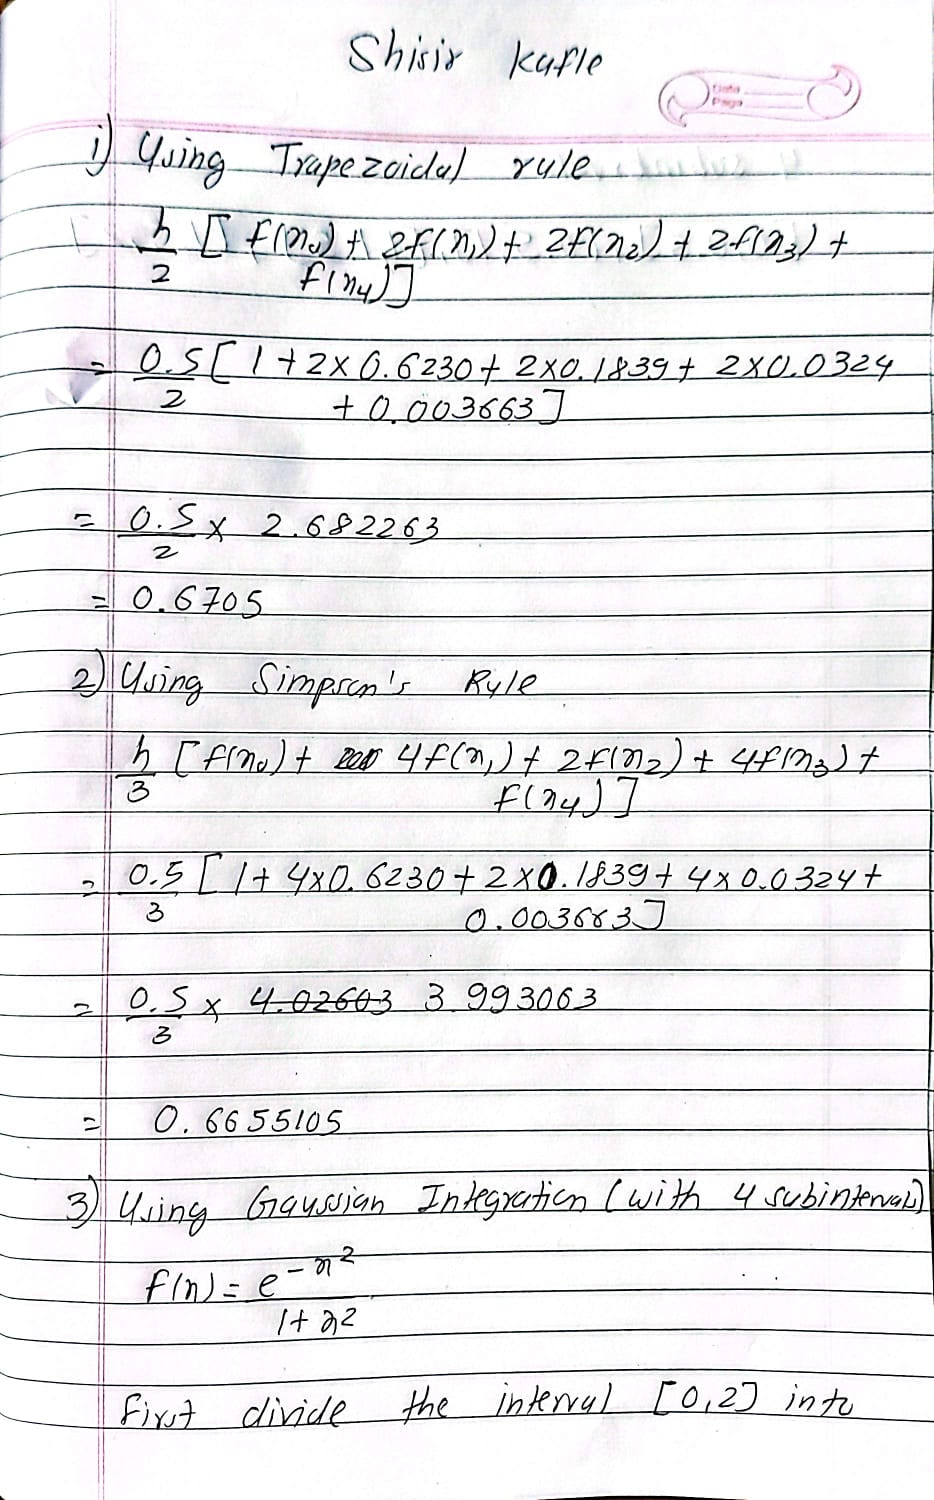 Shisir Kafle
Date
Page
1) Using Trapezoidal rule
h/2 [f(x₀) + 2f(x₁) + 2f(x₂) + 2f(x₃) +
f(x₄)]
= 0.5/2 [1 + 2×0.6230 + 2×0.1839 + 2×0.0324
+ 0.003663]
= 0.5/2 × 2.682263
= 0.6705
2) Using Simpson's Rule
h/3 [f(x₀) + 4f(x₁) + 2f(x₂) + 4f(x₃) +
f(x₄)]
= 0.5/3 [1 + 4×0.6230 + 2×0.1839 + 4×0.0324 +
0.003663]
= 0.5/3 × 4.02603 3.993063
= 0.6655105
3) Using Gaussian Integration (with 4 subintervals)
f(x) = e^-x²
1+x²
First divide the interval [0,2] into